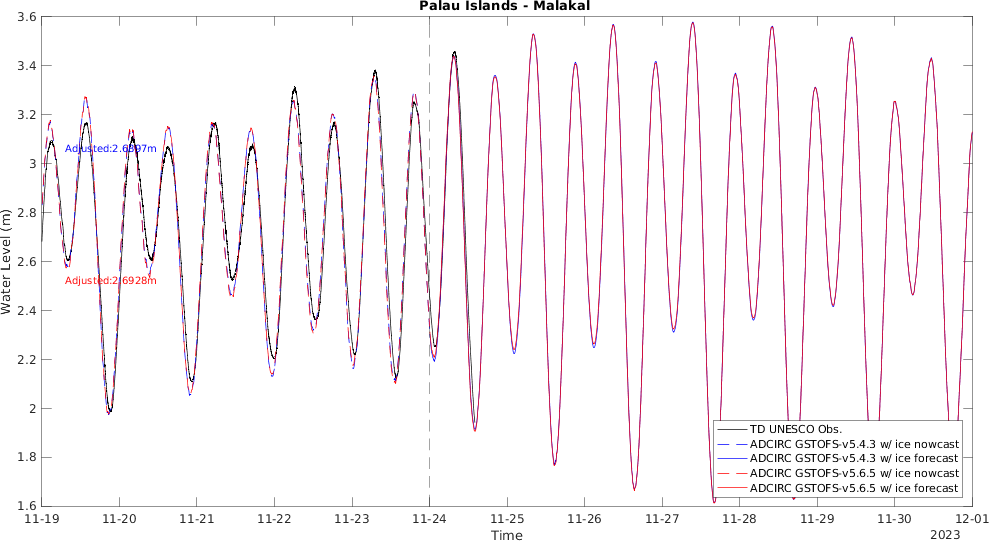 Palau Islands - Malakal
3.6
3.4
3.2
3
2.8
2.6
2.4
2.2
2
1.8
1.6
Water Level (m)
Adjusted:2.6897m
Adjusted:2.6928m
TD UNESCO Obs.
ADCIRC GSTOFS-v5.4.3 w/ ice nowcast
ADCIRC GSTOFS-v5.4.3 w/ ice forecast
ADCIRC GSTOFS-v5.6.5 w/ ice nowcast
ADCIRC GSTOFS-v5.6.5 w/ ice forecast
11-19 11-20 11-21 11-22 11-23 11-24 11-25 11-26 11-27 11-28 11-29 11-30 12-01
Time
2023